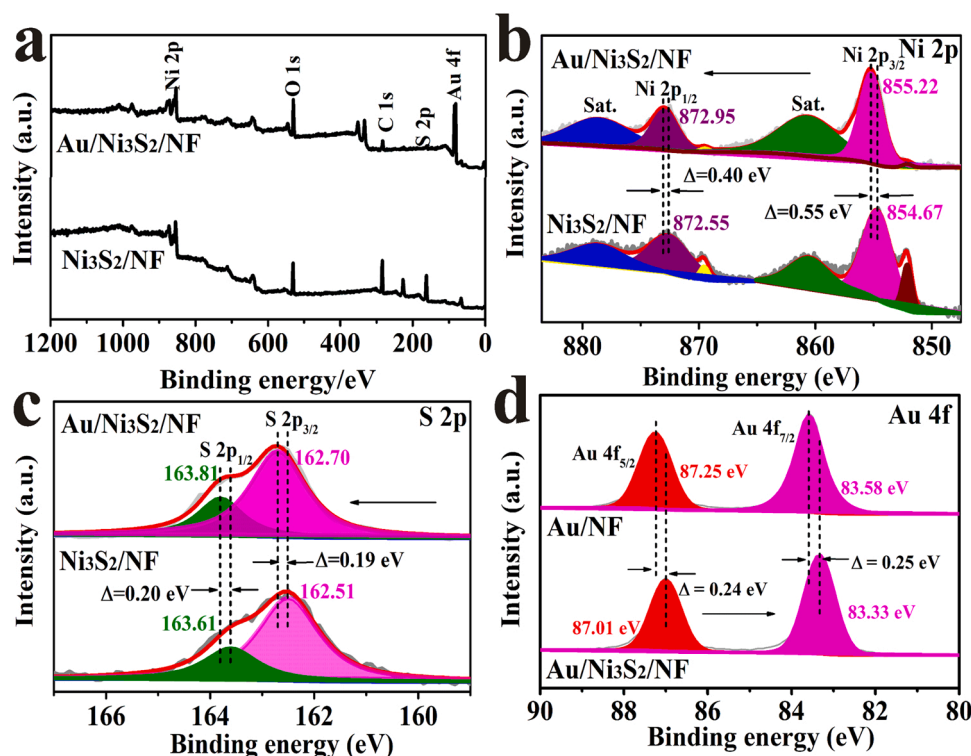 a
Intensity (a.u.)
Ni 2p
O 1s
C 1s
S 2p
Au 4f
Au/Ni3S2/NF
Ni3S2/NF
1200 1000 800 600 400 200 0
Binding energy/eV
b
Intensity (a.u.)
Au/Ni3S2/NF
Ni 2p3/2
Ni 2p
Ni 2p1/2
855.22
Sat.
872.95
Sat.
Δ=0.40 eV
Ni3S2/NF
872.55
Δ=0.55 eV
854.67
880 870 860 850
Binding energy (eV)
c
Intensity (a.u.)
Au/Ni3S2/NF
S 2p3/2
S 2p
S 2p1/2
163.81
162.70
Ni3S2/NF
Δ=0.19 eV
Δ=0.20 eV
162.51
163.61
166 164 162 160
Binding energy (eV)
d
Intensity (a.u.)
Au 4f
Au 4f7/2
Au 4f5/2
87.25 eV
83.58 eV
Au/NF
Δ = 0.25 eV
Δ = 0.24 eV
87.01 eV
83.33 eV
Au/Ni3S2/NF
90 88 86 84 82 80
Binding energy (eV)